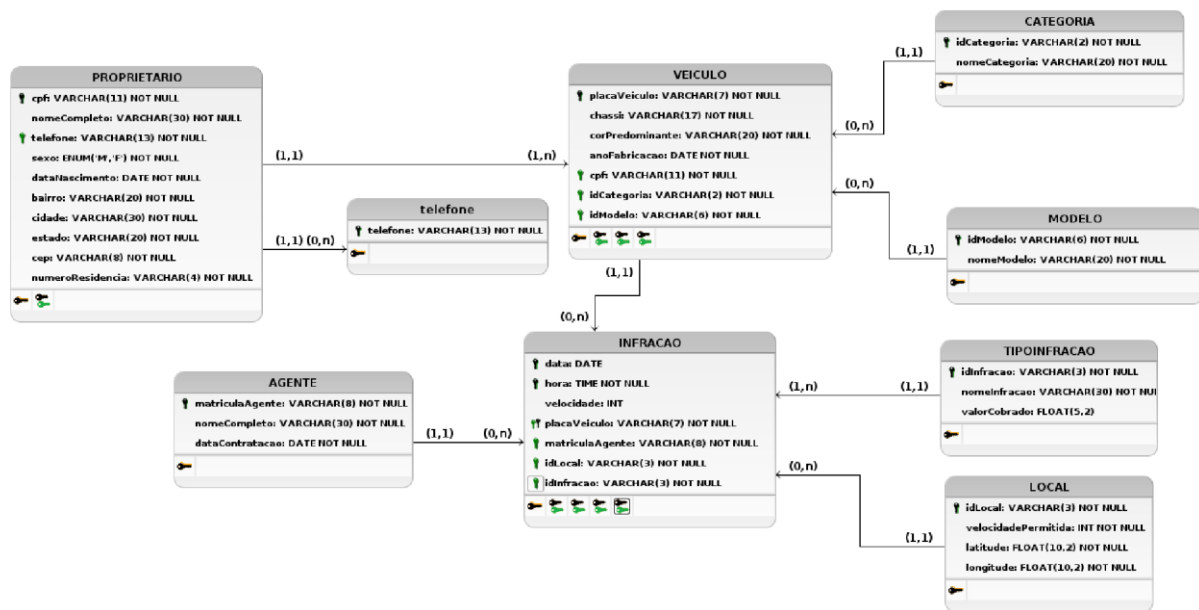 CATEGORIA
idCategoria: VARCHAR(2) NOT NULL
nomeCategoria: VARCHAR(20) NOT NULL
(1,1)
(0,n)
PROPRIETARIO
cpf: VARCHAR(11) NOT NULL
nomeCompleto: VARCHAR(30) NOT NULL
telefone: VARCHAR(13) NOT NULL
sexo: ENUM('M','F') NOT NULL
dataNascimento: DATE NOT NULL
bairro: VARCHAR(20) NOT NULL
cidade: VARCHAR(30) NOT NULL
estado: VARCHAR(20) NOT NULL
cep: VARCHAR(8) NOT NULL
numeroResidencia: VARCHAR(4) NOT NULL
(1,1)
(1,n)
(1,1) (0,n)
telefone
telefone: VARCHAR(13) NOT NULL
VEICULO
placaVeiculo: VARCHAR(7) NOT NULL
chassi: VARCHAR(17) NOT NULL
corPredominante: VARCHAR(20) NOT NULL
anoFabricacao: DATE NOT NULL
cpf: VARCHAR(11) NOT NULL
idCategoria: VARCHAR(2) NOT NULL
idModelo: VARCHAR(6) NOT NULL
(0,n)
(1,1)
MODELO
idModelo: VARCHAR(6) NOT NULL
nomeModelo: VARCHAR(20) NOT NULL
(1,1)
(0,n)
INFRACAO
data: DATE
hora: TIME NOT NULL
velocidade: INT
placaVeiculo: VARCHAR(7) NOT NULL
matriculaAgente: VARCHAR(8) NOT NULL
idLocal: VARCHAR(3) NOT NULL
idInfracao: VARCHAR(3) NOT NULL
AGENTE
matriculaAgente: VARCHAR(8) NOT NULL
nomeCompleto: VARCHAR(30) NOT NULL
dataContratacao: DATE NOT NULL
(1,1)
(0,n)
(1,n)
(1,1)
TIPOINFRACAO
idInfracao: VARCHAR(3) NOT NULL
nomeInfracao: VARCHAR(30) NOT NUL
valorCobrado: FLOAT(5,2)
(0,n)
(1,1)
LOCAL
idLocal: VARCHAR(3) NOT NULL
velocidadePermitida: INT NOT NULL
latitude: FLOAT(10,2) NOT NULL
longitude: FLOAT(10,2) NOT NULL